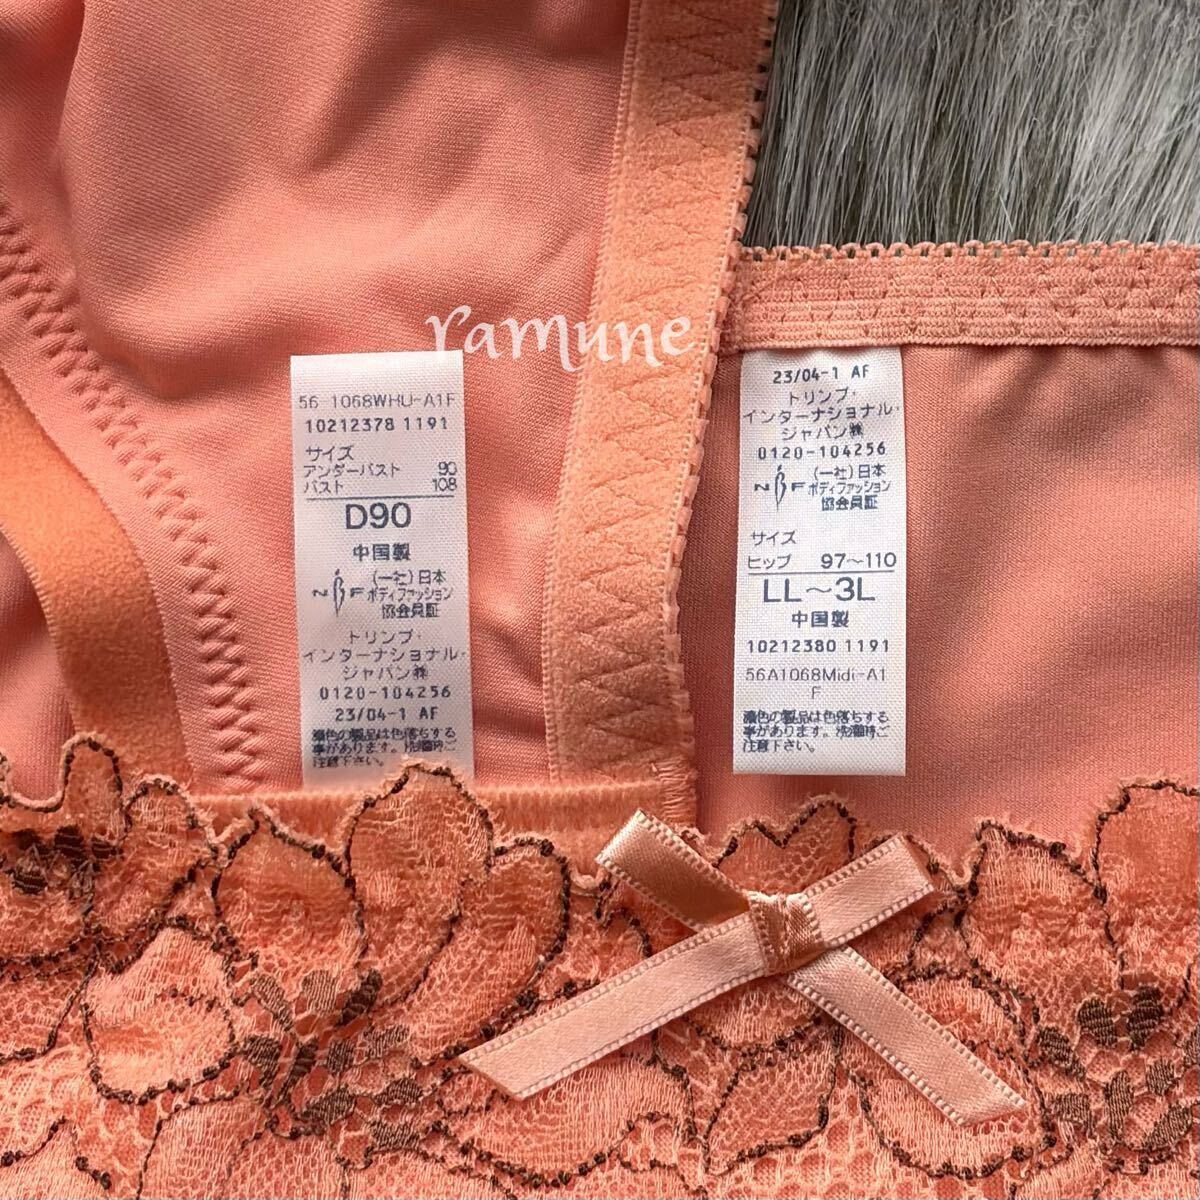 ramune
56 1068WHU-A1F
10212378 1191
サイズ
アンダーバスト 90
バスト 108
D90
中国製
NBF (一社)日本
ボディファッション
協会員証
トリンプ・
インターナショナル・
ジャパン㈱
0120-104256
23/04-1 AF
濃色の製品は色落ちする
事があります。洗濯時ご
注意下さい。
23/04-1 AF
トリンプ・
インターナショナル・
ジャパン㈱
0120-104256
NBF (一社)日本
ボディファッション
協会員証
サイズ
ヒップ 97～110
LL～3L
中国製
10212380 1191
56A1068Midi-A1
F
濃色の製品は色落ちする
事があります。洗濯時ご
注意下さい。